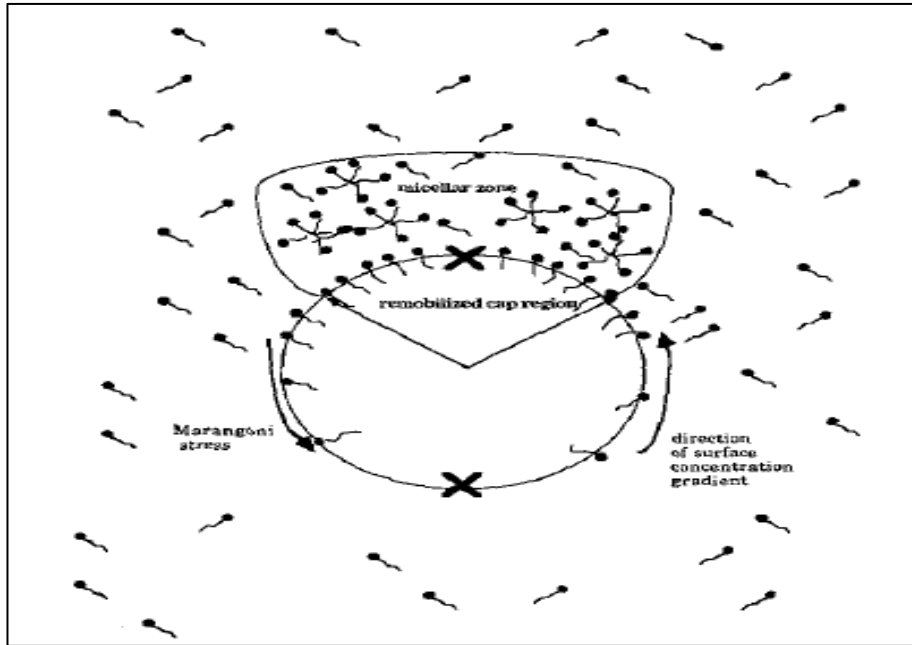 micellar zone
remobilized cap region
Marangoni
stress
direction
of surface
concentration
gradient